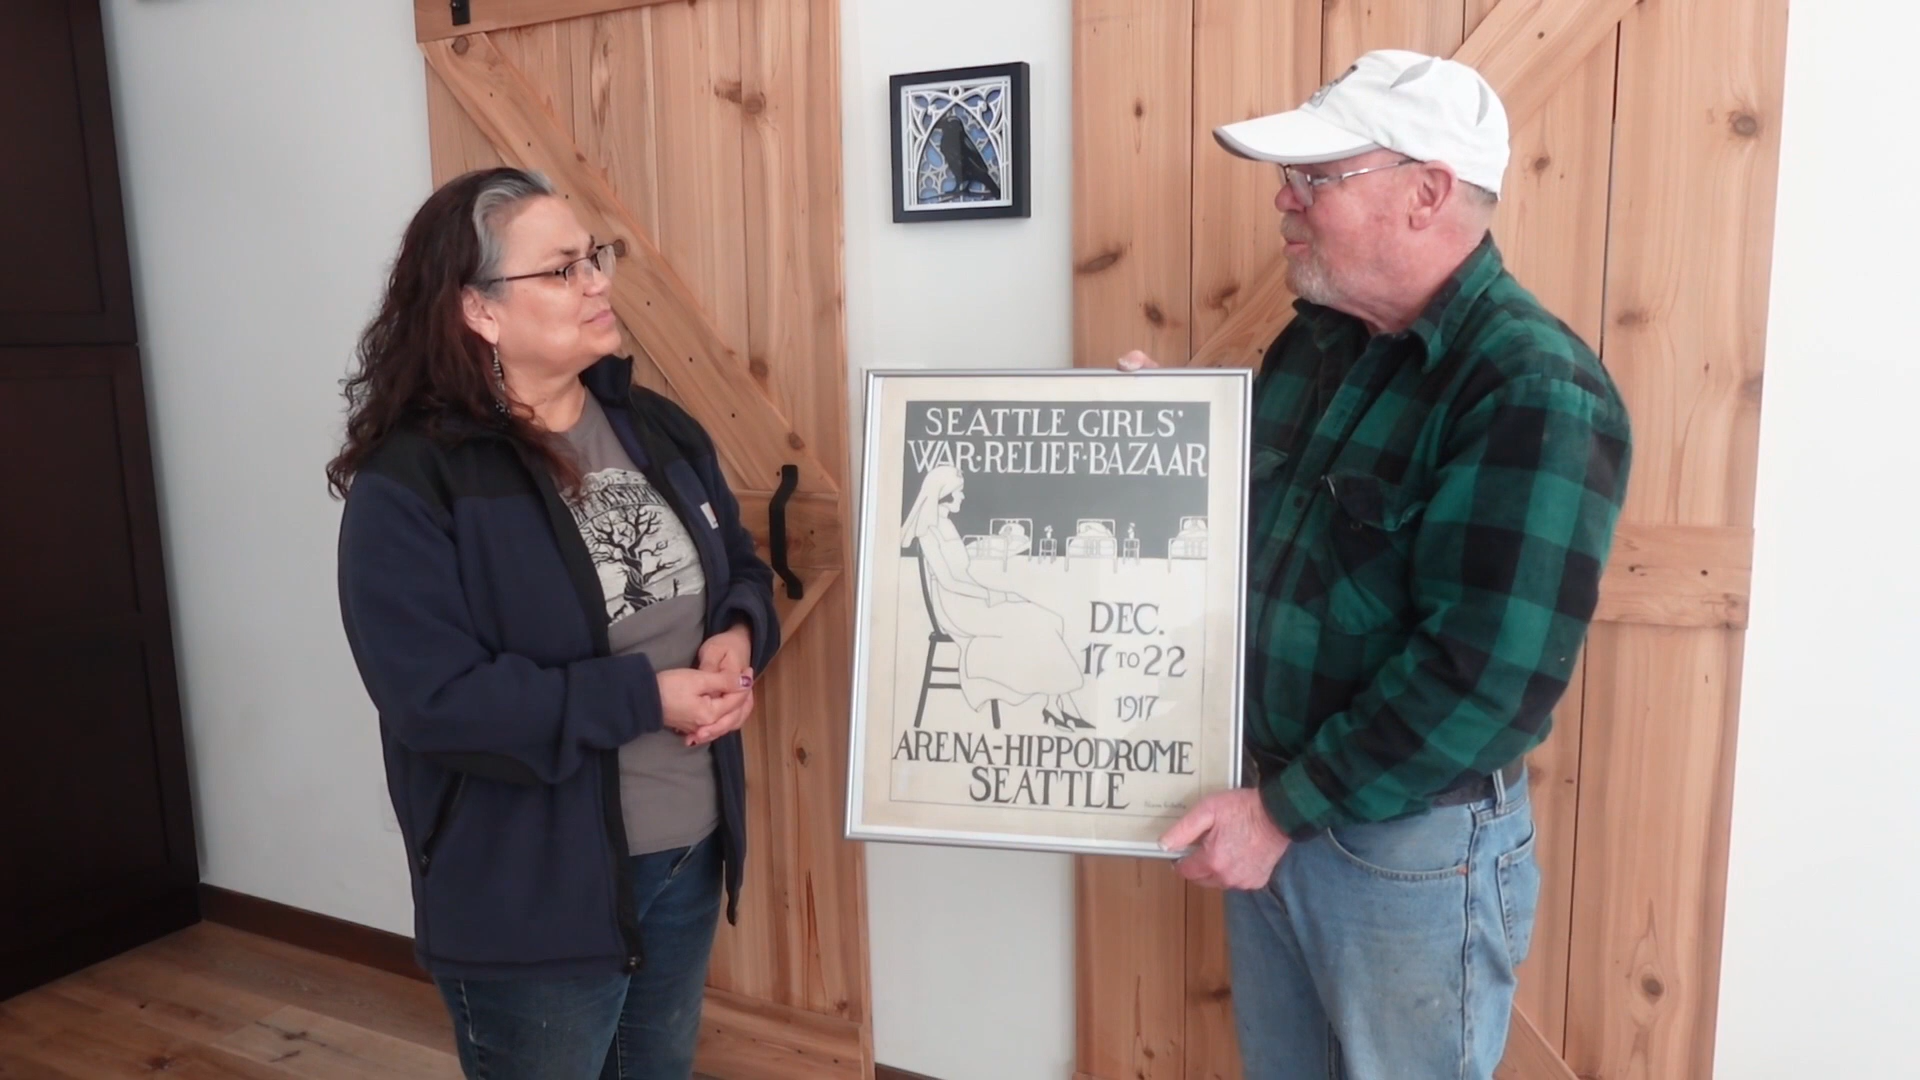 SEATTLE GIRLS'
WAR·RELIEF·BAZAAR
DEC.
17 TO 22
1917
ARENA-HIPPODROME
SEATTLE